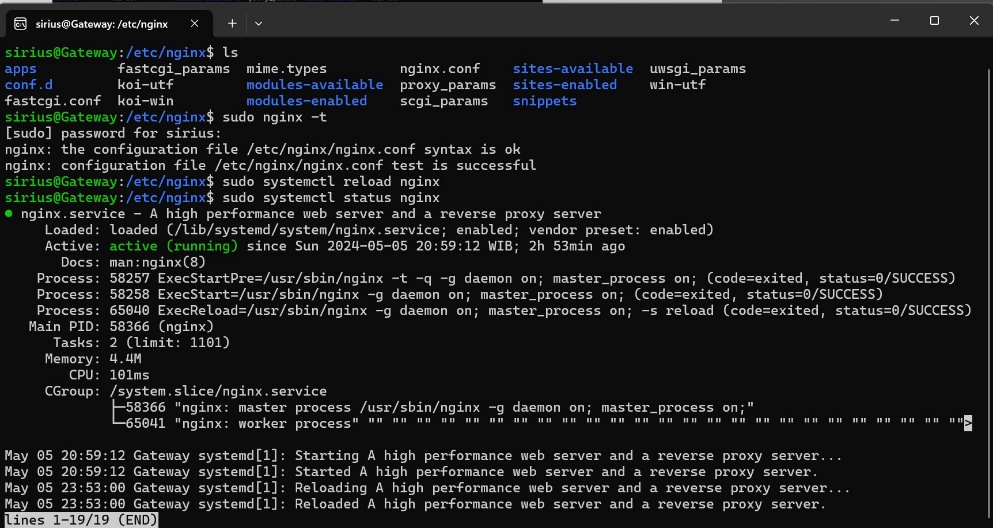 sirius@Gateway: /etc/nginx
sirius@Gateway:/etc/nginx$ ls
apps fastcgi_params mime.types nginx.conf sites-available uwsgi_params
conf.d koi-utf modules-available proxy_params sites-enabled win-utf
fastcgi.conf koi-win modules-enabled scgi_params snippets
sirius@Gateway:/etc/nginx$ sudo nginx -t
[sudo] password for sirius:
nginx: the configuration file /etc/nginx/nginx.conf syntax is ok
nginx: configuration file /etc/nginx/nginx.conf test is successful
sirius@Gateway:/etc/nginx$ sudo systemctl reload nginx
sirius@Gateway:/etc/nginx$ sudo systemctl status nginx
● nginx.service - A high performance web server and a reverse proxy server
Loaded: loaded (/lib/systemd/system/nginx.service; enabled; vendor preset: enabled)
Active: active (running) since Sun 2024-05-05 20:59:12 WIB; 2h 53min ago
Docs: man:nginx(8)
Process: 58257 ExecStartPre=/usr/sbin/nginx -t -q -g daemon on; master_process on; (code=exited, status=0/SUCCESS)
Process: 58258 ExecStart=/usr/sbin/nginx -g daemon on; master_process on; (code=exited, status=0/SUCCESS)
Process: 65040 ExecReload=/usr/sbin/nginx -g daemon on; master_process on; -s reload (code=exited, status=0/SUCCESS)
Main PID: 58366 (nginx)
Tasks: 2 (limit: 1101)
Memory: 4.4M
CPU: 101ms
CGroup: /system.slice/nginx.service
├─58366 "nginx: master process /usr/sbin/nginx -g daemon on; master_process on;"
└─65041 "nginx: worker process" "" "" "" "" "" "" "" "" "" "" "" "" "" "" "" "" "" "" "" "" "" "" "" "" "">
May 05 20:59:12 Gateway systemd[1]: Starting A high performance web server and a reverse proxy server...
May 05 20:59:12 Gateway systemd[1]: Started A high performance web server and a reverse proxy server.
May 05 23:53:00 Gateway systemd[1]: Reloading A high performance web server and a reverse proxy server...
May 05 23:53:00 Gateway systemd[1]: Reloaded A high performance web server and a reverse proxy server.
lines 1-19/19 (END)